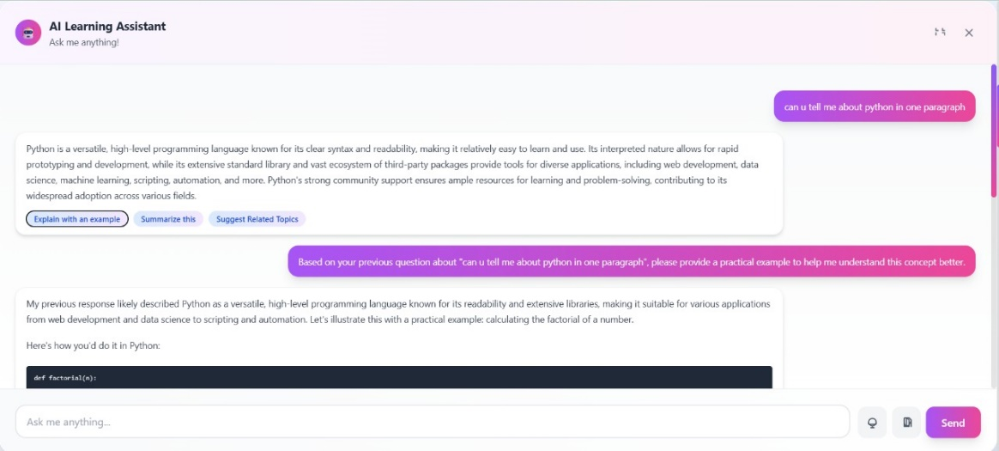 AI Learning Assistant
Ask me anything!
can u tell me about python in one paragraph
Python is a versatile, high-level programming language known for its clear syntax and readability, making it relatively easy to learn and use. Its interpreted nature allows for rapid
prototyping and development, while its extensive standard library and vast ecosystem of third-party packages provide tools for diverse applications, including web development, data
science, machine learning, scripting, automation, and more. Python's strong community support ensures ample resources for learning and problem-solving, contributing to its
widespread adoption across various fields.
Explain with an example Summarize this Suggest Related Topics
Based on your previous question about "can u tell me about python in one paragraph", please provide a practical example to help me understand this concept better.
My previous response likely described Python as a versatile, high-level programming language known for its readability and extensive libraries, making it suitable for various applications
from web development and data science to scripting and automation. Let's illustrate this with a practical example: calculating the factorial of a number.
Here's how you'd do it in Python:
def factorial(n):
Ask me anything...
Send